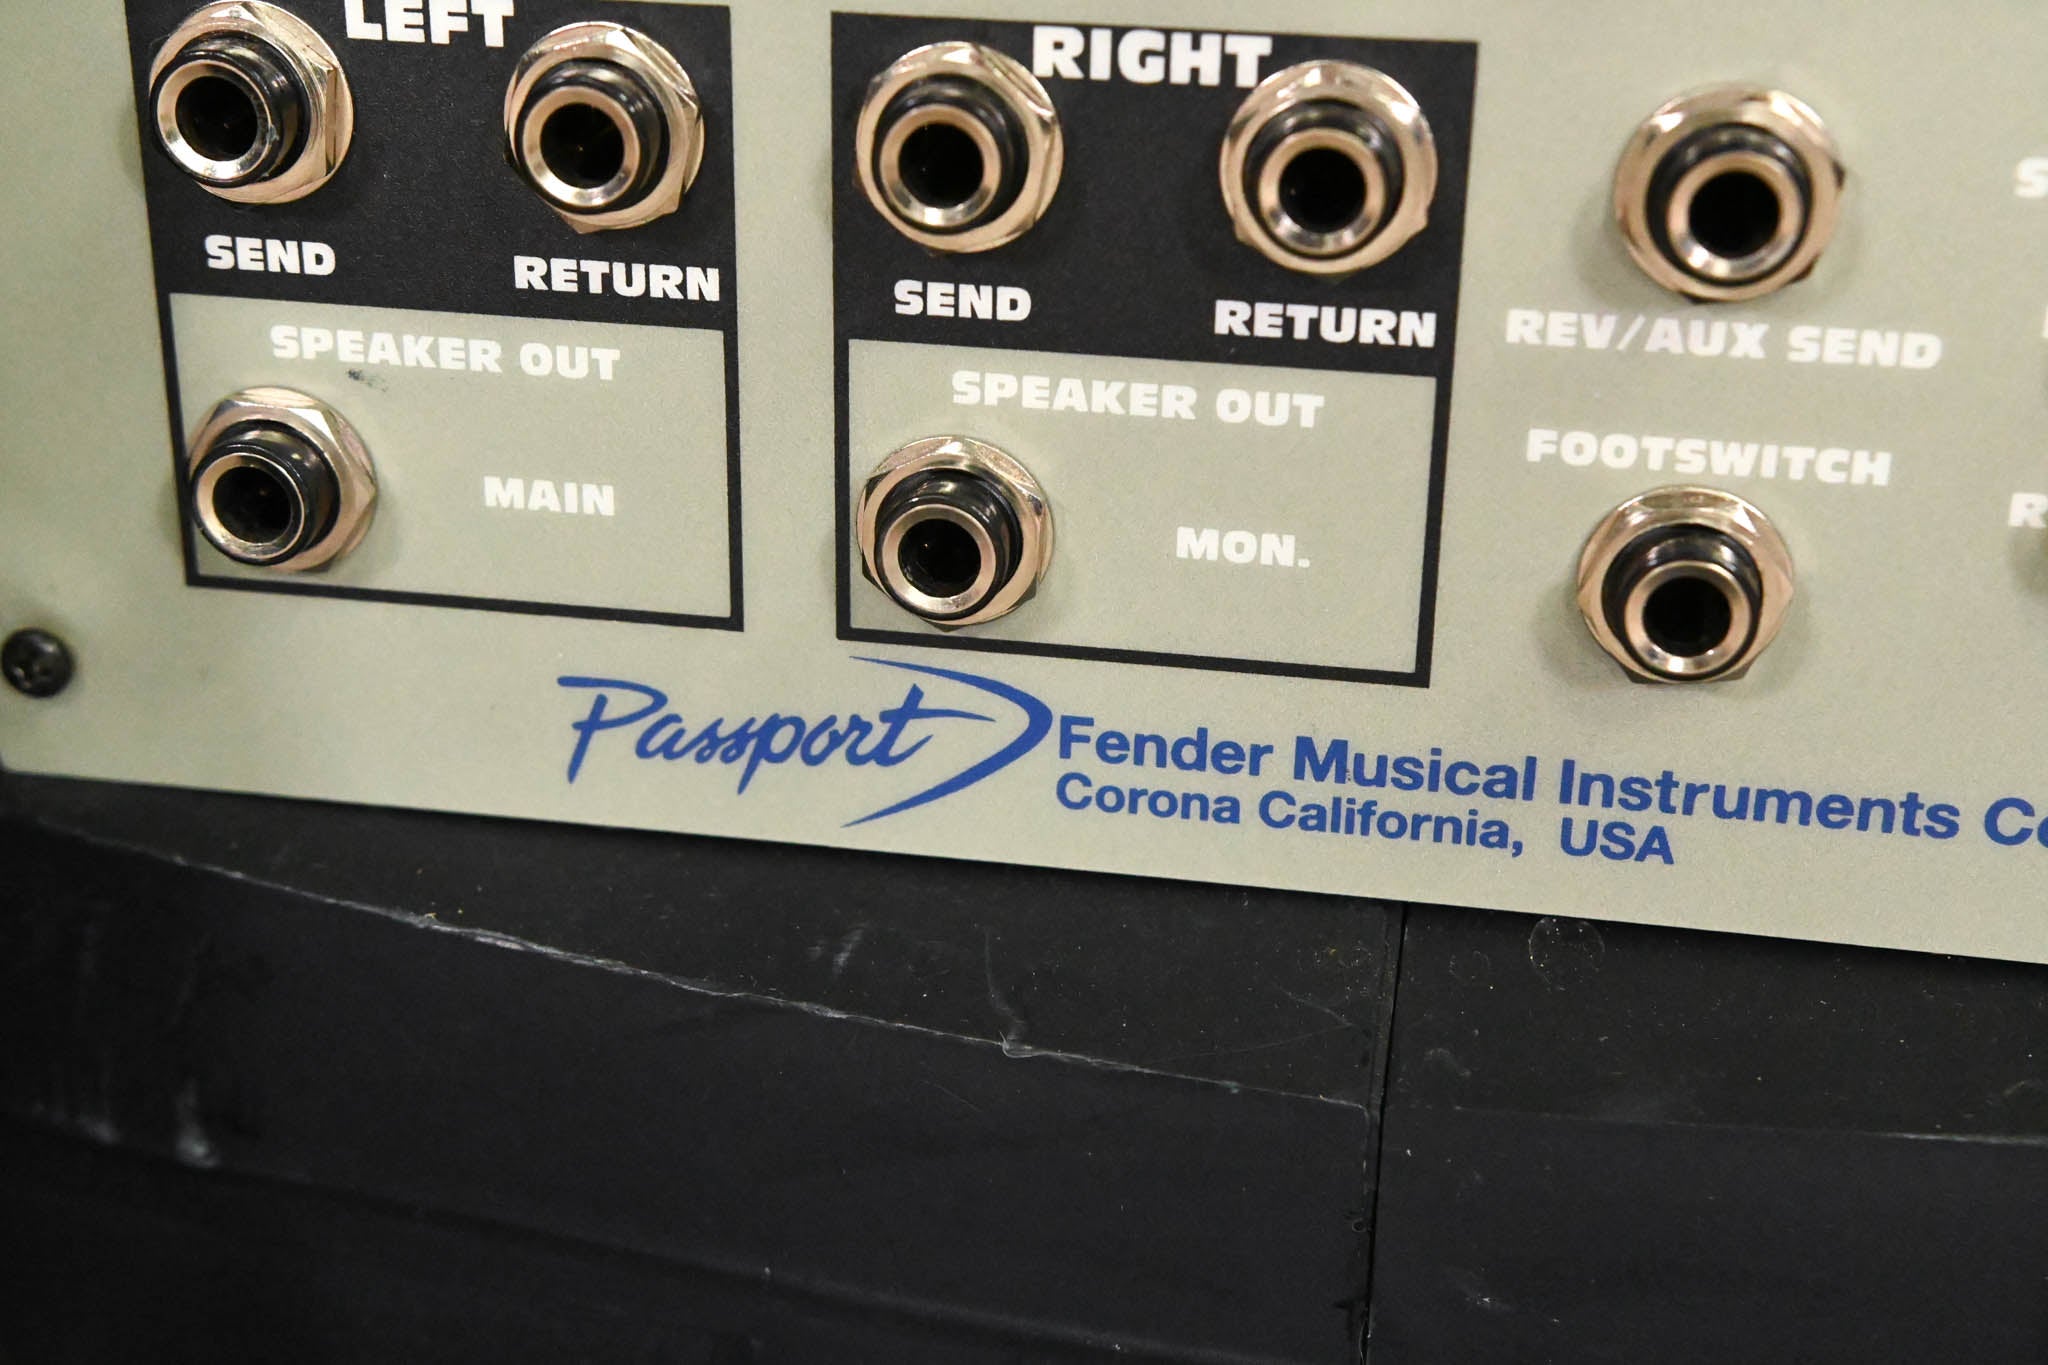 LEFT
RIGHT
SEND
RETURN
SEND
RETURN
REV/AUX SEND
SPEAKER OUT
SPEAKER OUT
FOOTSWITCH
MAIN
MON.
Passport
Fender Musical Instruments
Corona California, USA